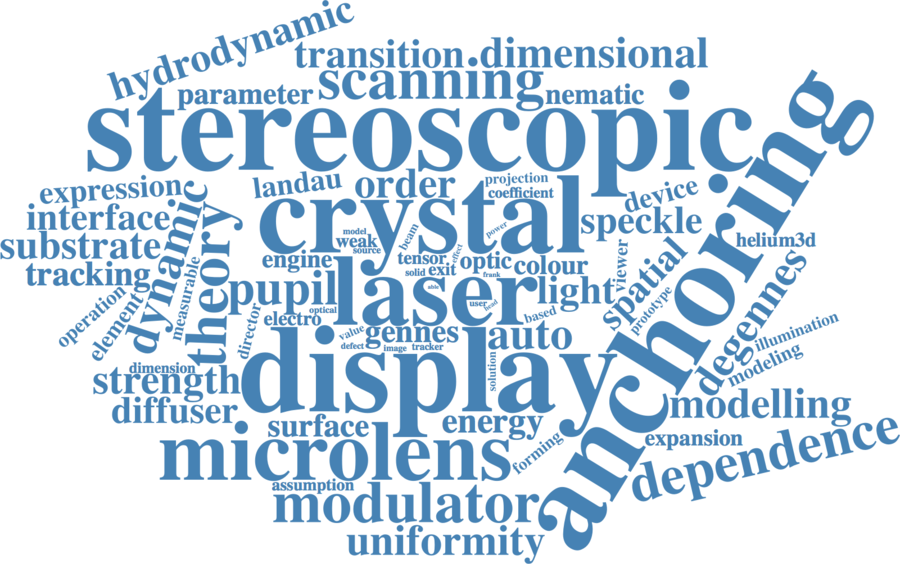 hydrodynamic
transition
dimensional
scanning
parameter
nematic
stereoscopic
anchoring
expression
landau
order
projection
coefficient
device
interface
crystal
speckle
substrate
dynamic
theory
model
weak
source
beam
power
effect
helium3d
tracking
engine
tensor
optic
colour
viewer
spatial
solid
exit
frank
measurable
pupil
laser
able
light
degennes
operation
element
director
optical
electro
user
head
based
prototype
illumination
value
gennes
auto
defect
image
tracker
modeling
dimension
strength
display
solution
diffuser
surface
energy
modelling
microlens
forming
expansion
dependence
assumption
modulator
uniformity